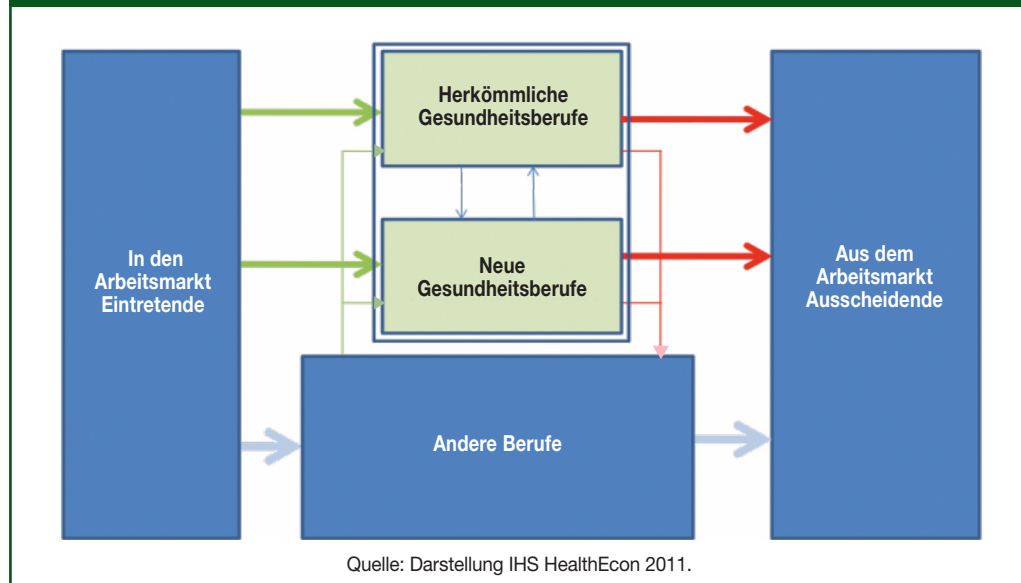 Herkömmliche
Gesundheitsberufe
In den
Arbeitsmarkt
Eintretende
Neue
Gesundheitsberufe
Aus dem
Arbeitsmarkt
Ausscheidende
Andere Berufe
Quelle: Darstellung IHS HealthEcon 2011.